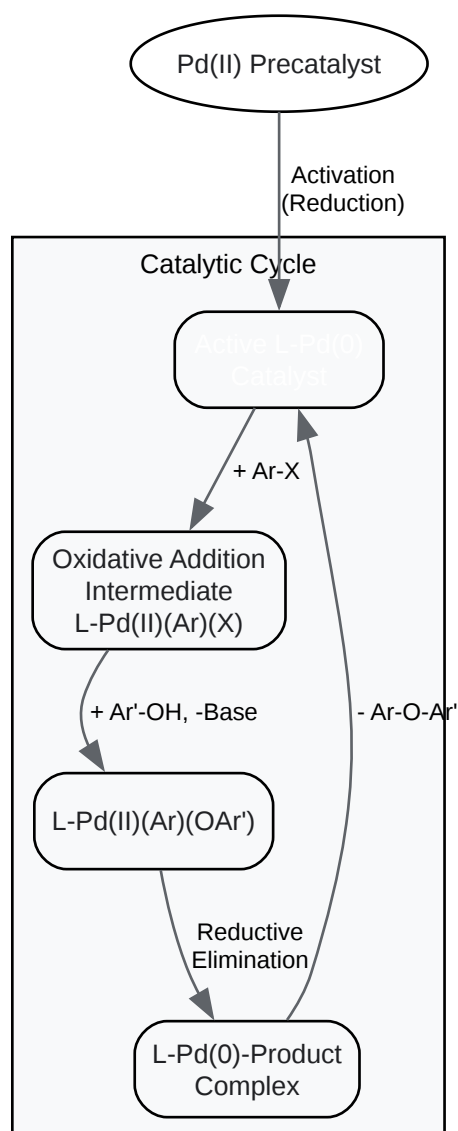 Pd(II) Precatalyst
Activation
(Reduction)
Catalytic Cycle
Active L-Pd(0)
Catalyst
+ Ar-X
Oxidative Addition
Intermediate
L-Pd(II)(Ar)(X)
+ Ar'-OH, -Base
- Ar-O-Ar'
L-Pd(II)(Ar)(OAr')
Reductive
Elimination
L-Pd(0)-Product
Complex